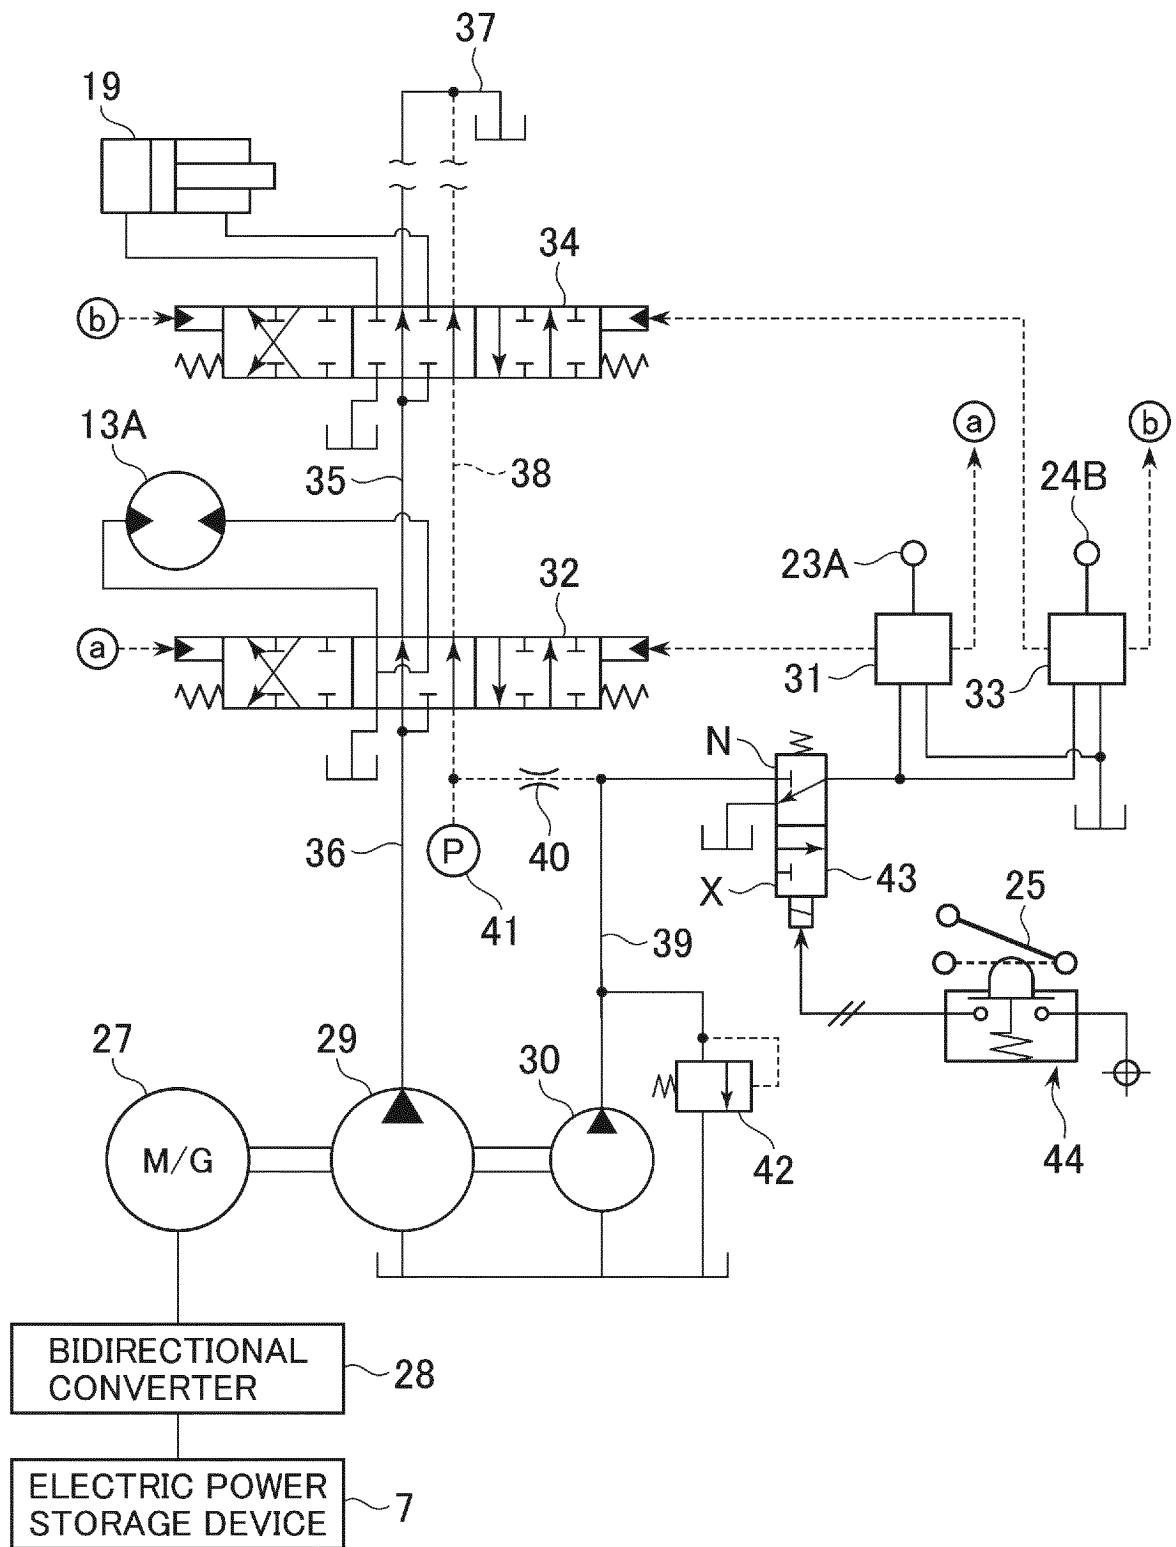 37
19
34
b
13A
a
b
35
38
24B
23A
32
a
31
33
N
36
P
40
X
43
25
41
39
27
29
30
M/G
42
44
BIDIRECTIONAL
CONVERTER
28
ELECTRIC POWER
STORAGE DEVICE
7